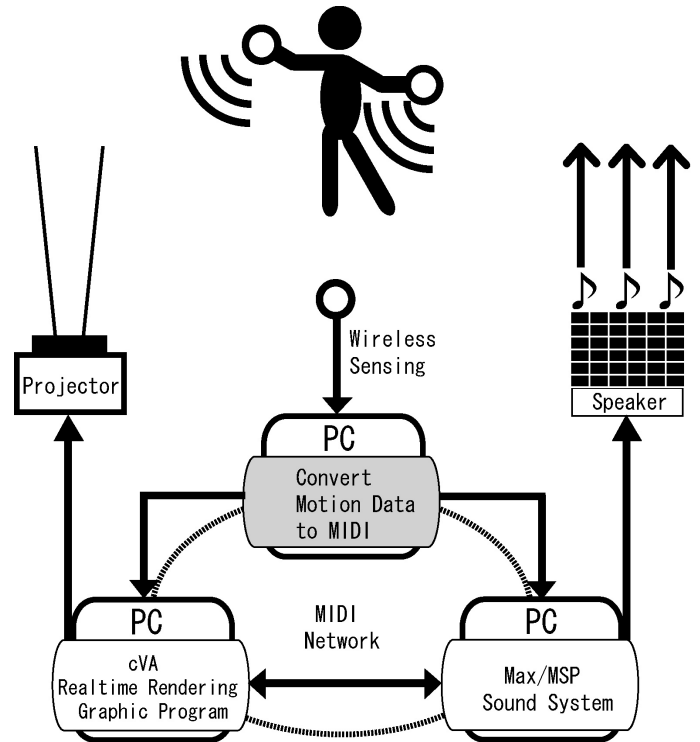 Wireless
Sensing
Projector
Speaker
PC
Convert
Motion Data
to MIDI
MIDI
Network
PC
cVA
Realtime Rendering
Graphic Program
PC
Max/MSP
Sound System